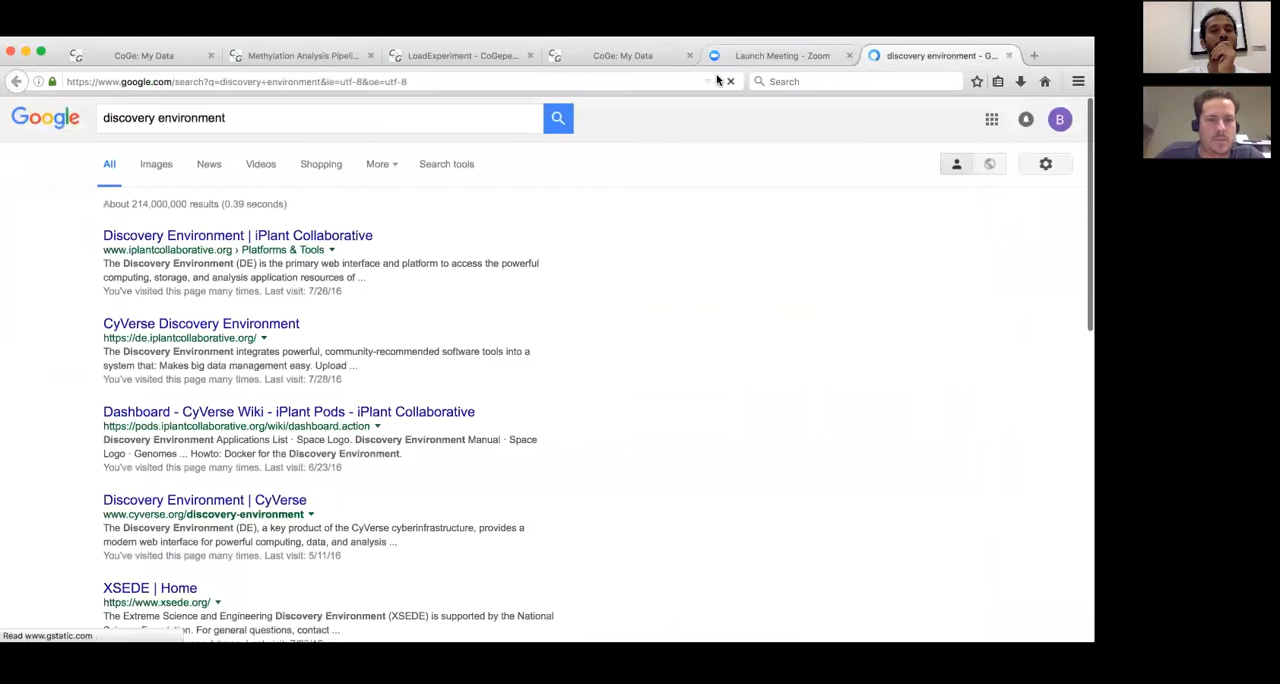 CoGe: My Data
Methylation Analysis Pipeli...
LoadExperiment - CoGepe...
CoGe: My Data
Launch Meeting - Zoom
discovery environment - G...
https://www.google.com/search?q=discovery+environment&ie=utf-8&oe=utf-8
Search
Google
discovery environment
B
All
Images
News
Videos
Shopping
More
Search tools
About 214,000,000 results (0.39 seconds)
Discovery Environment | iPlant Collaborative
www.iplantcollaborative.org › Platforms & Tools
The Discovery Environment (DE) is the primary web interface and platform to access the powerful
computing, storage, and analysis application resources of ...
You've visited this page many times. Last visit: 7/26/16
CyVerse Discovery Environment
https://de.iplantcollaborative.org/
The Discovery Environment integrates powerful, community-recommended software tools into a
system that: Makes big data management easy. Upload ...
You've visited this page many times. Last visit: 7/28/16
Dashboard - CyVerse Wiki - iPlant Pods - iPlant Collaborative
https://pods.iplantcollaborative.org/wiki/dashboard.action
Discovery Environment Applications List · Space Logo. Discovery Environment Manual · Space
Logo · Genomes ... Howto: Docker for the Discovery Environment.
You've visited this page many times. Last visit: 6/23/16
Discovery Environment | CyVerse
www.cyverse.org/discovery-environment
The Discovery Environment (DE), a key product of the CyVerse cyberinfrastructure, provides a
modern web interface for powerful computing, data, and analysis ...
You've visited this page many times. Last visit: 5/11/16
XSEDE | Home
https://www.xsede.org/
The Extreme Science and Engineering Discovery Environment (XSEDE) is supported by the National
For general questions, contact ...
Read www.gstatic.com